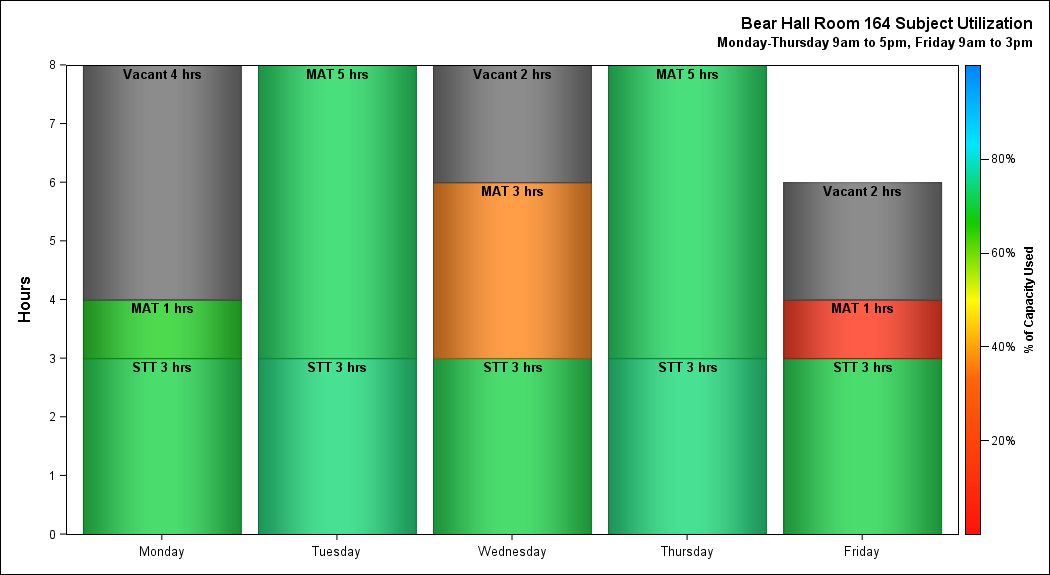 Bear Hall Room 164 Subject Utilization
Monday-Thursday 9am to 5pm, Friday 9am to 3pm
Hours
8
7
6
5
4
3
2
1
0
Vacant 4 hrs
MAT 1 hrs
STT 3 hrs
MAT 5 hrs
STT 3 hrs
Vacant 2 hrs
MAT 3 hrs
STT 3 hrs
MAT 5 hrs
STT 3 hrs
Vacant 2 hrs
MAT 1 hrs
STT 3 hrs
Monday
Tuesday
Wednesday
Thursday
Friday
80%
60%
40%
20%
% of Capacity Used